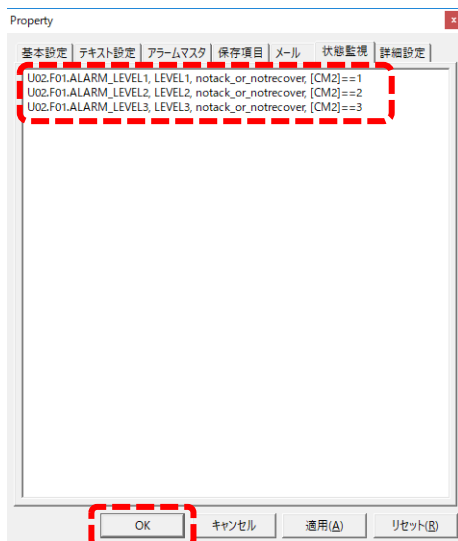 Property
x
基本設定 テキスト設定 アラームマスタ 保存項目 メール 状態監視 詳細設定
U02.F01.ALARM_LEVEL1, LEVEL1, notack_or_notrecover, [CM2]==1
U02.F01.ALARM_LEVEL2, LEVEL2, notack_or_notrecover, [CM2]==2
U02.F01.ALARM_LEVEL3, LEVEL3, notack_or_notrecover, [CM2]==3
OK キャンセル 適用(A) リセット(R)